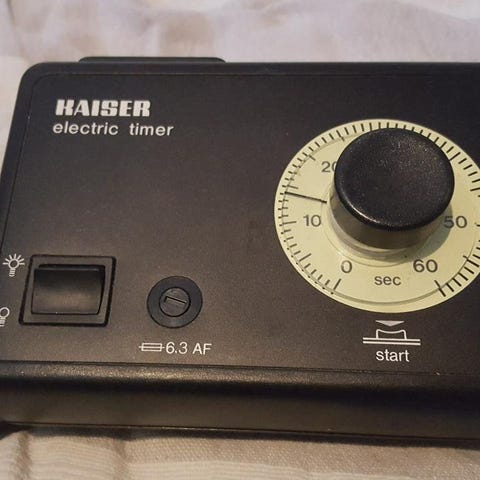 KAISER
electric timer
20
10
50
0
sec
60
6.3 AF
start